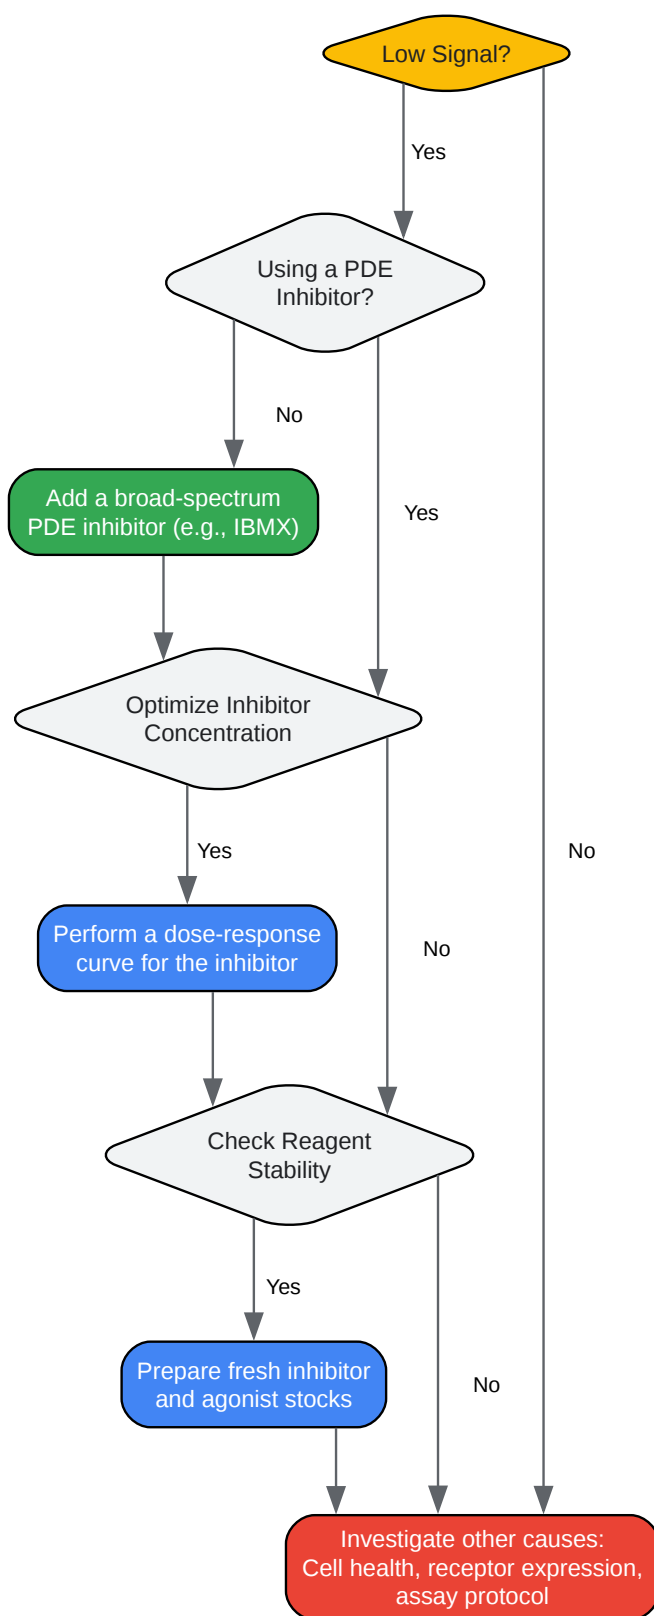 Low Signal?
Yes
Using a PDE
Inhibitor?
No
Add a broad-spectrum
PDE inhibitor (e.g., IBMX)
Yes
Optimize Inhibitor
Concentration
Yes
No
Perform a dose-response
curve for the inhibitor
No
Check Reagent
Stability
Yes
Prepare fresh inhibitor
and agonist stocks
No
Investigate other causes:
Cell health, receptor expression,
assay protocol